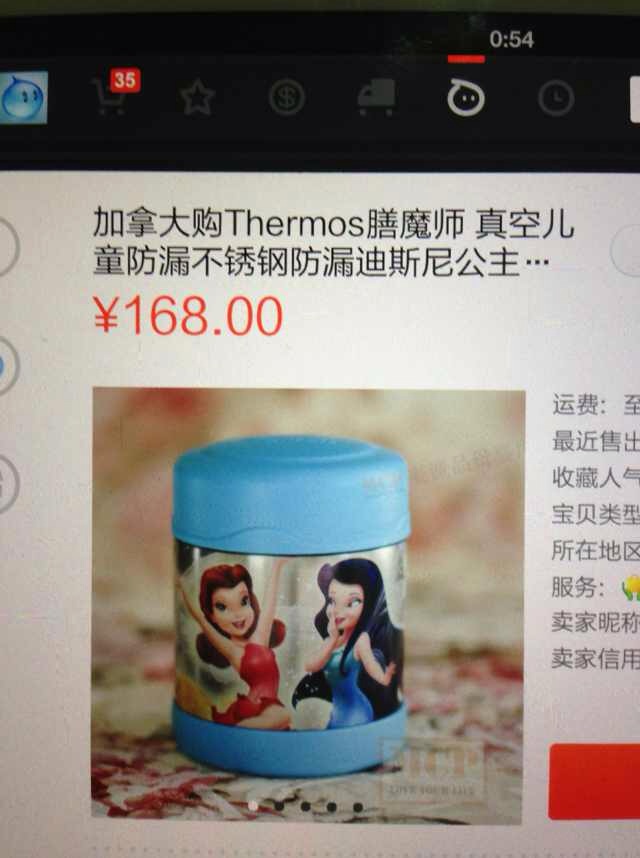 0:54
35
加拿大购Thermos膳魔师 真空儿
童防漏不锈钢防漏迪斯尼公主…
¥168.00
运费: 至
最近售出
收藏人气
宝贝类型
所在地区
服务:
卖家昵称
卖家信用
MCP
LOVE YOUR LIFE